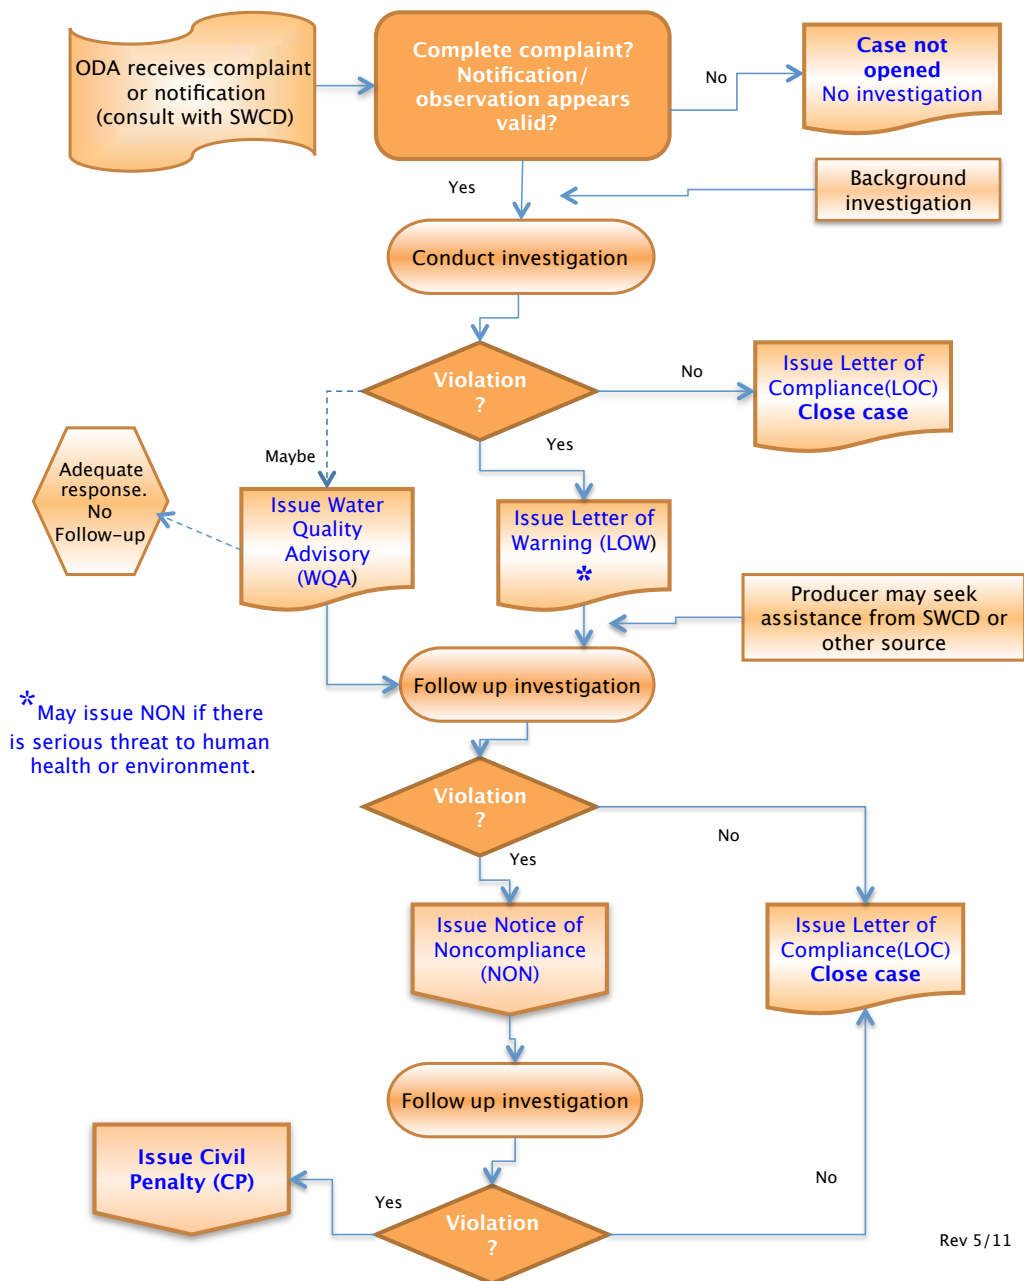 ODA receives complaint
or notification
(consult with SWCD)
Complete complaint?
Notification/
observation appears
valid?
No
Case not
opened
No investigation
Yes
Background
investigation
Conduct investigation
Violation
?
No
Issue Letter of
Compliance(LOC)
Close case
Yes
Maybe
Adequate
response.
No
Follow-up
Issue Water
Quality
Advisory
(WQA)
Issue Letter of
Warning (LOW)
*
Producer may seek
assistance from SWCD or
other source
Follow up investigation
*May issue NON if there
is serious threat to human
health or environment.
Violation
?
No
Yes
Issue Notice of
Noncompliance
(NON)
Issue Letter of
Compliance(LOC)
Close case
Follow up investigation
Issue Civil
Penalty (CP)
Yes
Violation
?
No
Rev 5/11